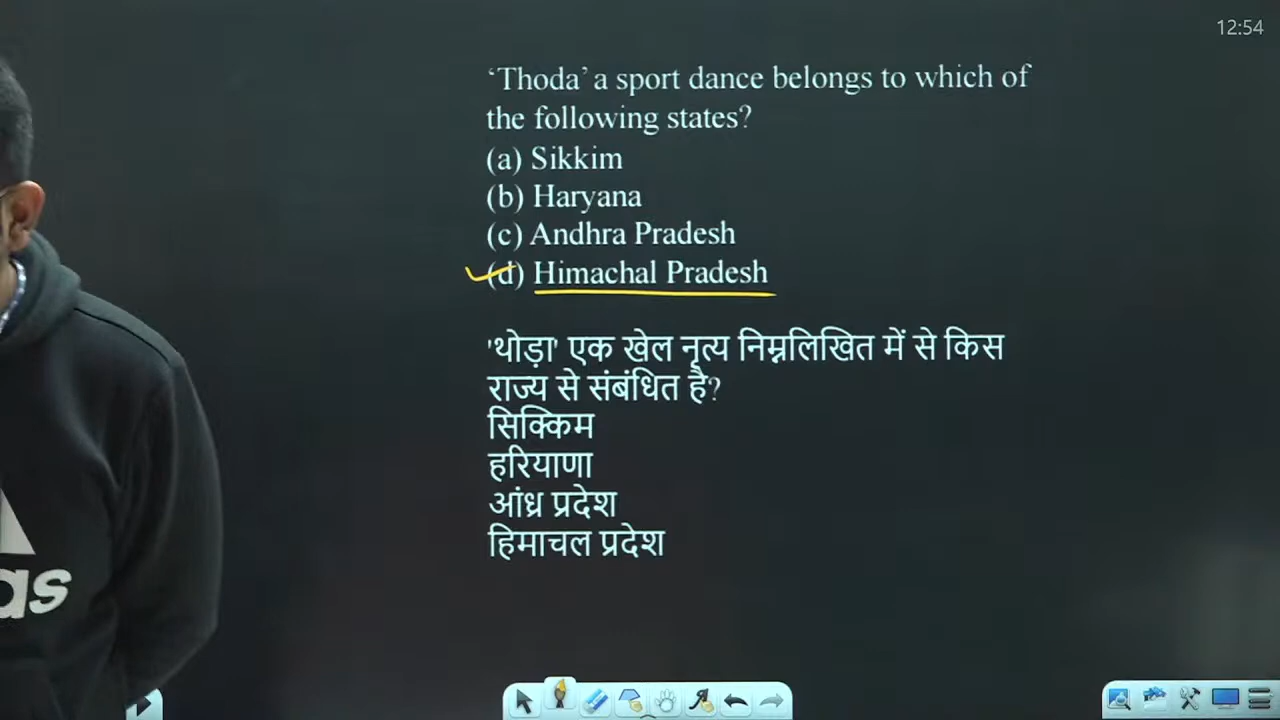 12:54
‘Thoda’ a sport dance belongs to which of
the following states?
(a) Sikkim
(b) Haryana
(c) Andhra Pradesh
(d) Himachal Pradesh
'थोड़ा' एक खेल नृत्य निम्नलिखित में से किस
राज्य से संबंधित है?
सिक्किम
हरियाणा
आंध्र प्रदेश
हिमाचल प्रदेश
as